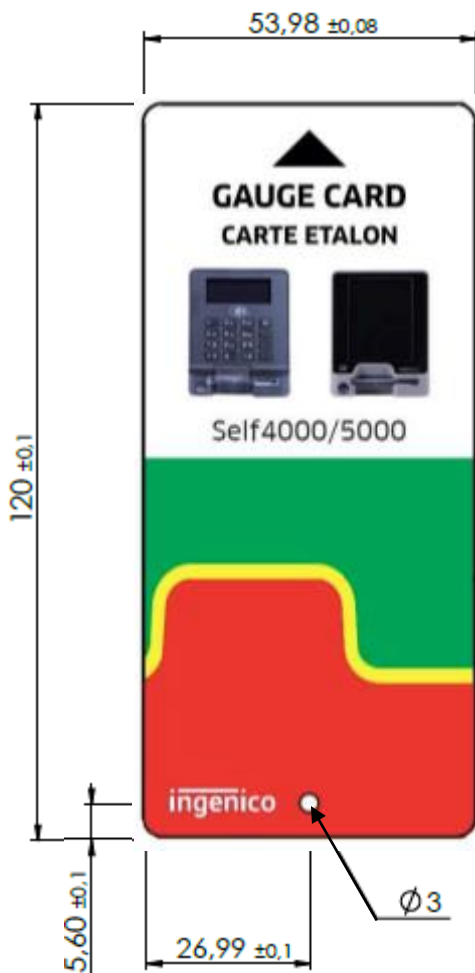 53,98 ±0,08
GAUGE CARD
CARTE ETALON
Self4000/5000
120 ±0,1
ingenico
5,60 ±0,1
26,99 ±0,1
Ø3